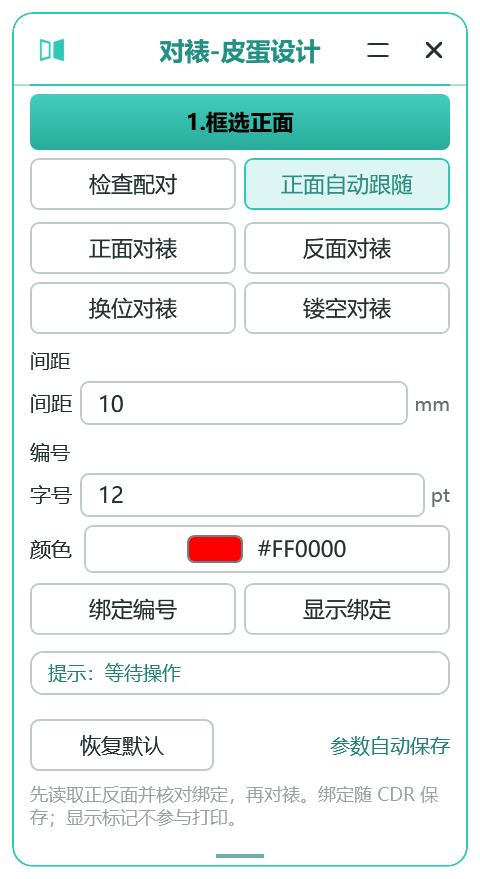 对裱-皮蛋设计
1.框选正面
检查配对 正面自动跟随
正面对裱 反面对裱
换位对裱 镂空对裱
间距
间距 10 mm
编号
字号 12 pt
颜色 #FF0000
绑定编号 显示绑定
提示：等待操作
恢复默认 参数自动保存
先读取正反面并核对绑定，再对裱。绑定随 CDR 保
存；显示标记不参与打印。